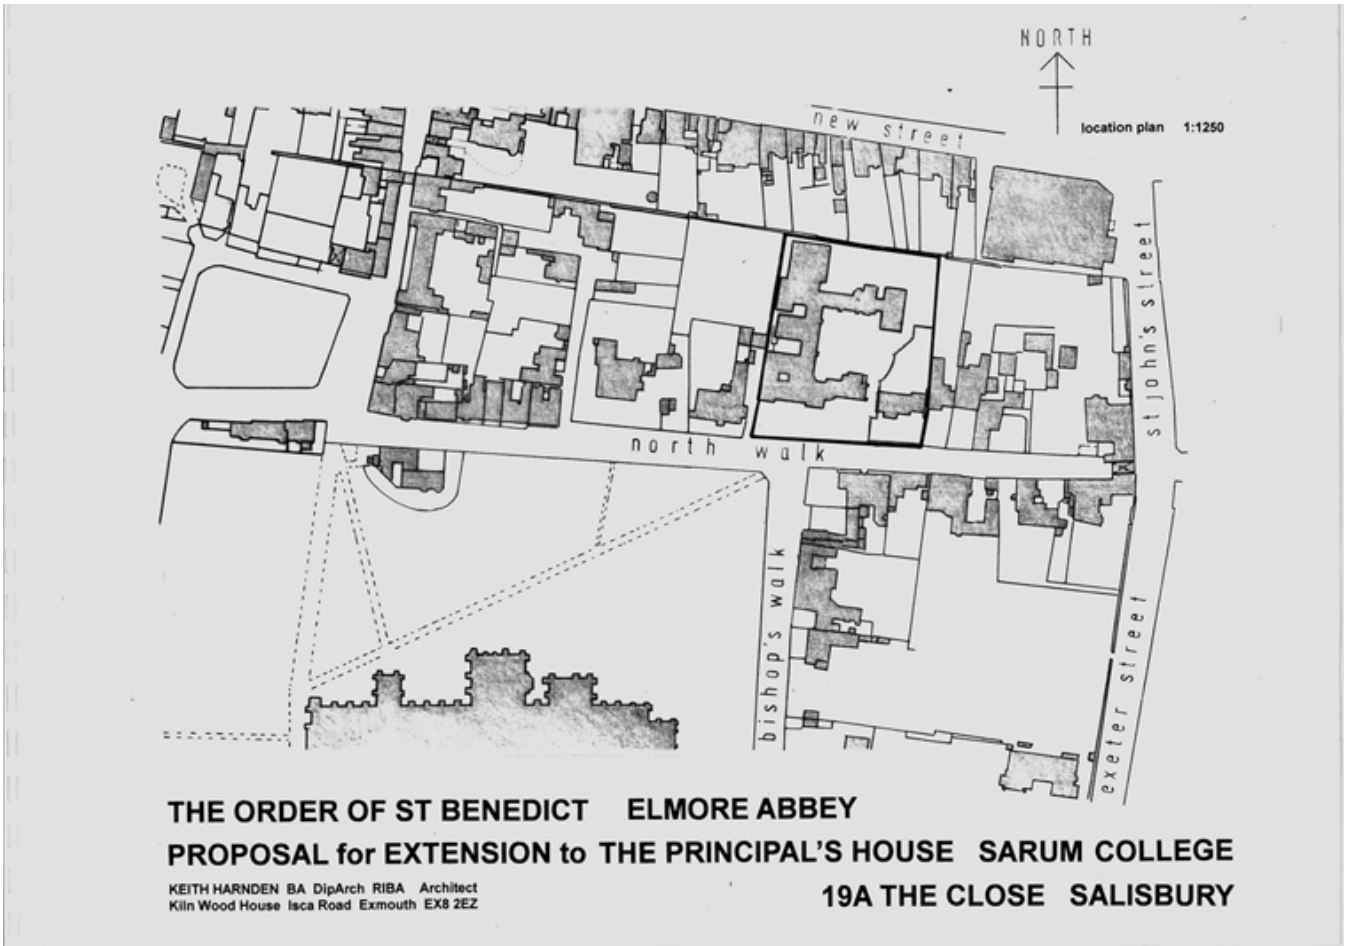 NORTH
location plan 1:1250
new street
st john's street
north walk
bishop's walk
exeter street
THE ORDER OF ST BENEDICT ELMORE ABBEY
PROPOSAL for EXTENSION to THE PRINCIPAL'S HOUSE SARUM COLLEGE
KEITH HARNDEN BA DipArch RIBA Architect
Kiln Wood House Isca Road Exmouth EX8 2EZ
19A THE CLOSE SALISBURY